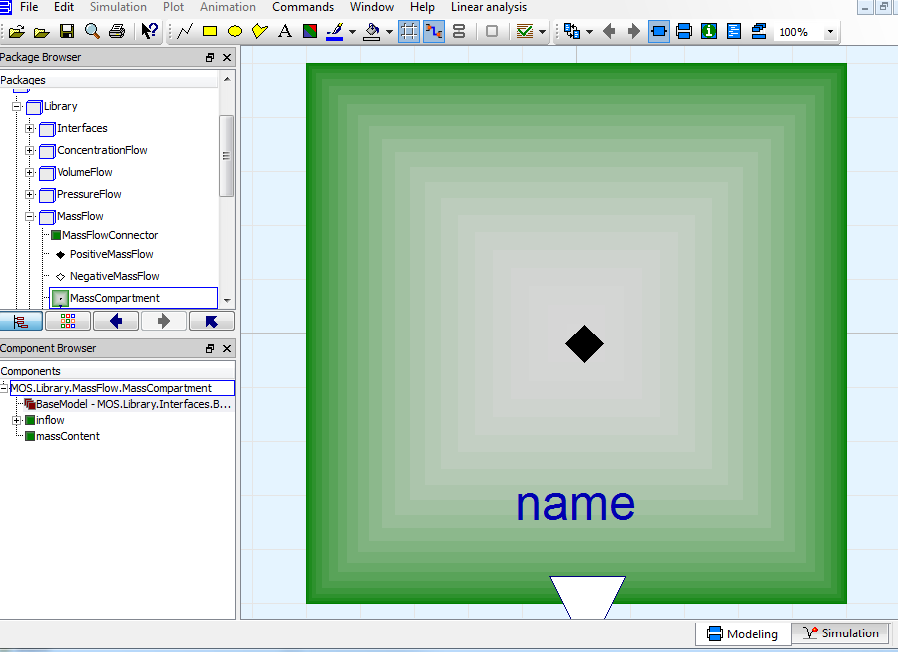 File Edit Simulation Plot Animation Commands Window Help Linear analysis
100%
Package Browser
Packages
Library
Interfaces
ConcentrationFlow
VolumeFlow
PressureFlow
MassFlow
MassFlowConnector
PositiveMassFlow
NegativeMassFlow
MassCompartment
Component Browser
Components
MOS.Library.MassFlow.MassCompartment
BaseModel - MOS.Library.Interfaces.B...
inflow
massContent
name
Modeling Simulation